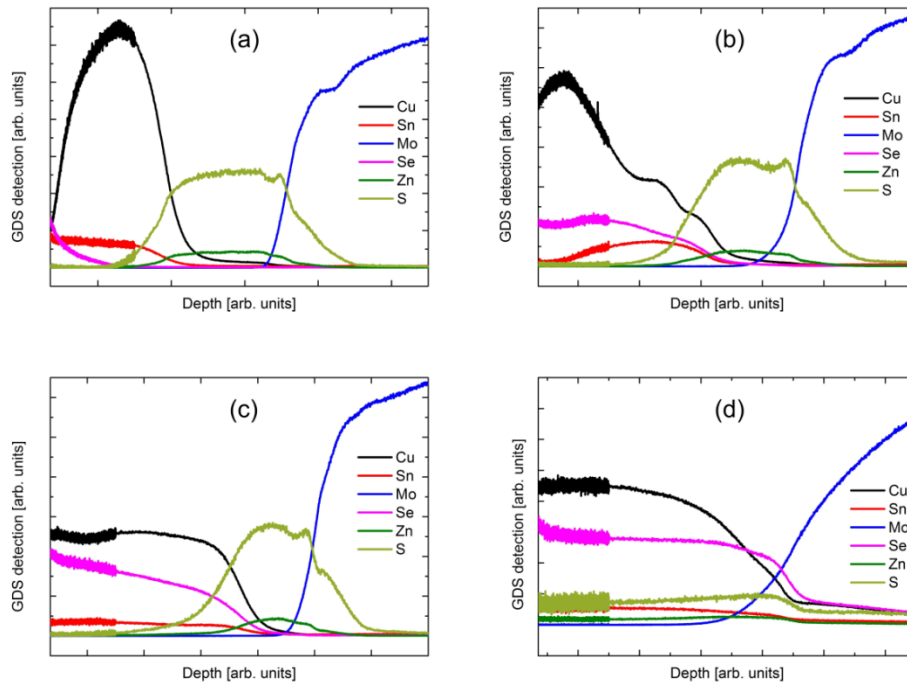 (a)
GDS detection [arb. units]
Cu
Sn
Mo
Se
Zn
S
Depth [arb. units]
(b)
GDS detection [arb. units]
Cu
Sn
Mo
Se
Zn
S
Depth [arb. units]
(c)
GDS detection [arb. units]
Cu
Sn
Mo
Se
Zn
S
Depth [arb. units]
(d)
GDS detection [arb. units]
Cu
Sn
Mo
Se
Zn
S
Depth [arb. units]